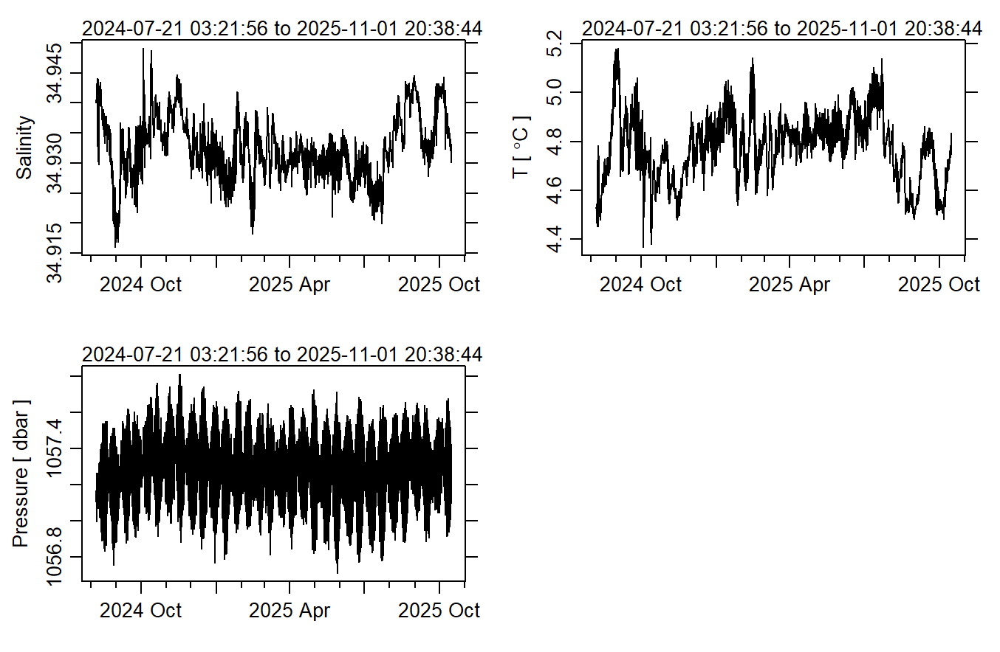 2024-07-21 03:21:56 to 2025-11-01 20:38:44
Salinity
34.945
34.930
34.915
2024 Oct 2025 Apr 2025 Oct
2024-07-21 03:21:56 to 2025-11-01 20:38:44
T [ °C ]
5.2
5.0
4.8
4.6
4.4
2024 Oct 2025 Apr 2025 Oct
2024-07-21 03:21:56 to 2025-11-01 20:38:44
Pressure [ dbar ]
1057.4
1056.8
2024 Oct 2025 Apr 2025 Oct